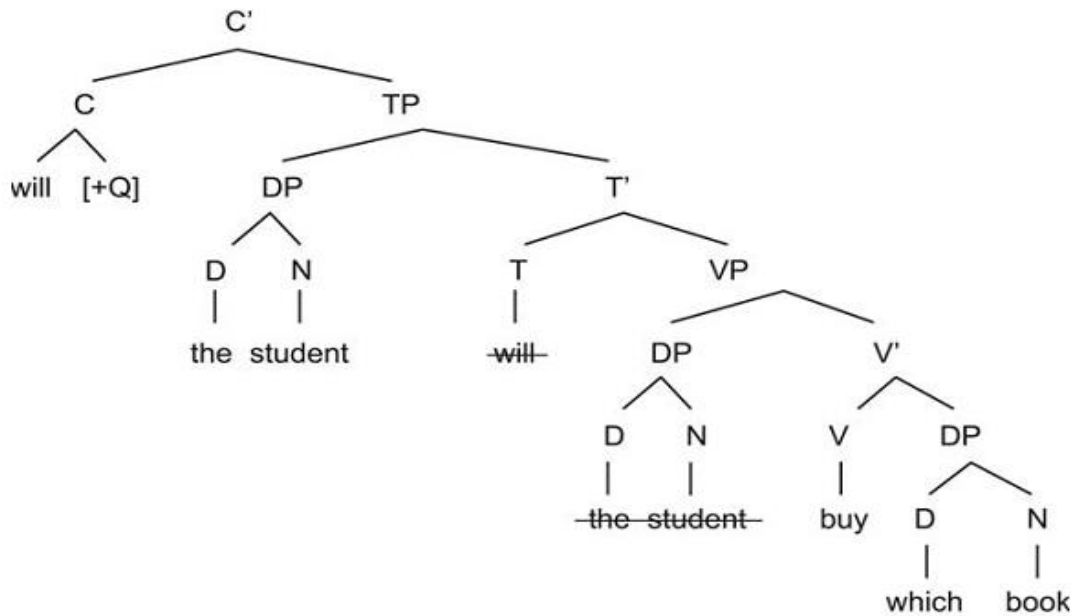 C’
C TP
will [+Q] DP T’
D N T VP
the student will DP V’
D N V DP
the student buy D N
which book